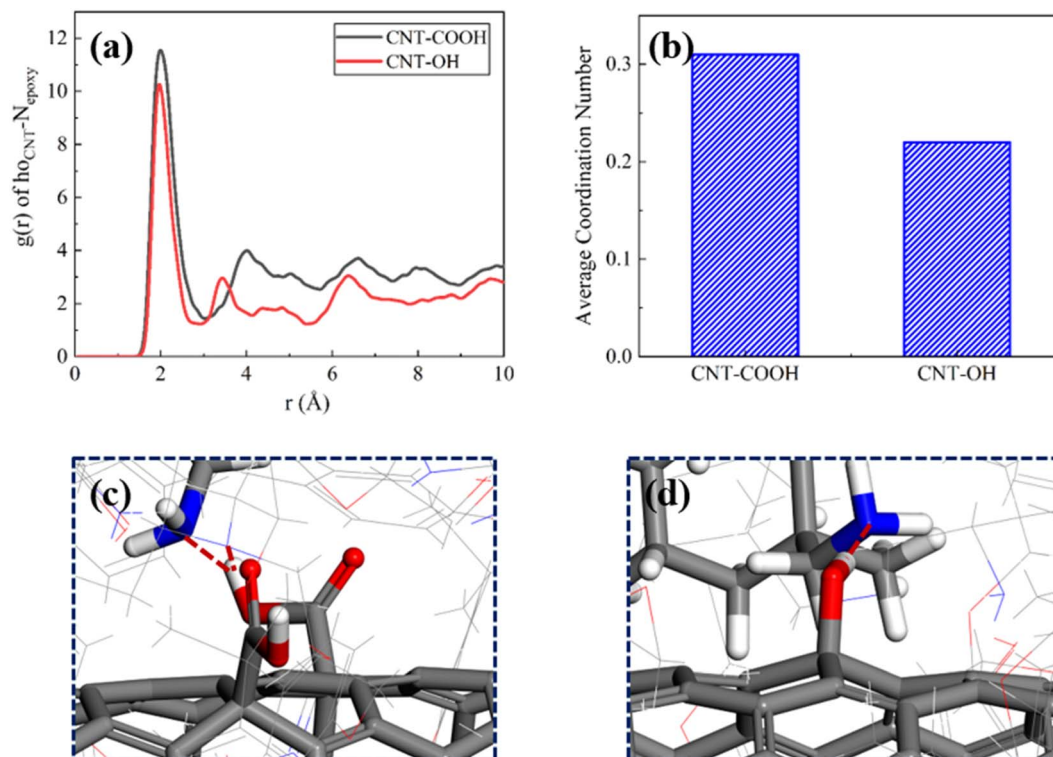 (a)
CNT-COOH
CNT-OH
g(r) of ho_CNT-N_epoxy
12
10
8
6
4
2
0
0 2 4 6 8 10
r (Å)
(b)
Average Coordination Number
0.3
0.2
0.1
0.0
CNT-COOH CNT-OH
(c)
(d)